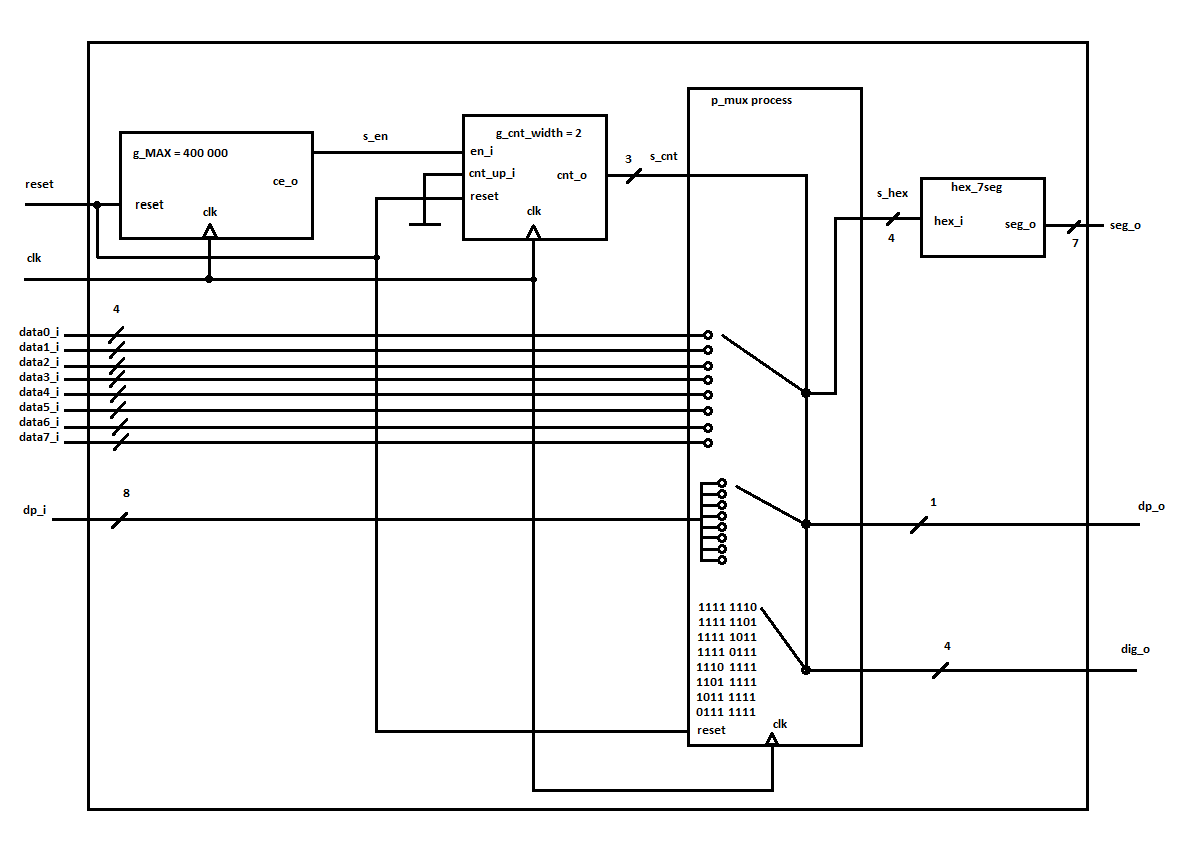 p_mux process
g_MAX = 400 000
ce_o
reset
clk
s_en
g_cnt_width = 2
en_i
cnt_up_i
reset
cnt_o
clk
3
s_cnt
s_hex
4
hex_7seg
hex_i
seg_o
7
seg_o
reset
clk
4
data0_i
data1_i
data2_i
data3_i
data4_i
data5_i
data6_i
data7_i
8
dp_i
1
dp_o
1111 1110
1111 1101
1111 1011
1111 0111
1110 1111
1101 1111
1011 1111
0111 1111
reset
clk
4
dig_o